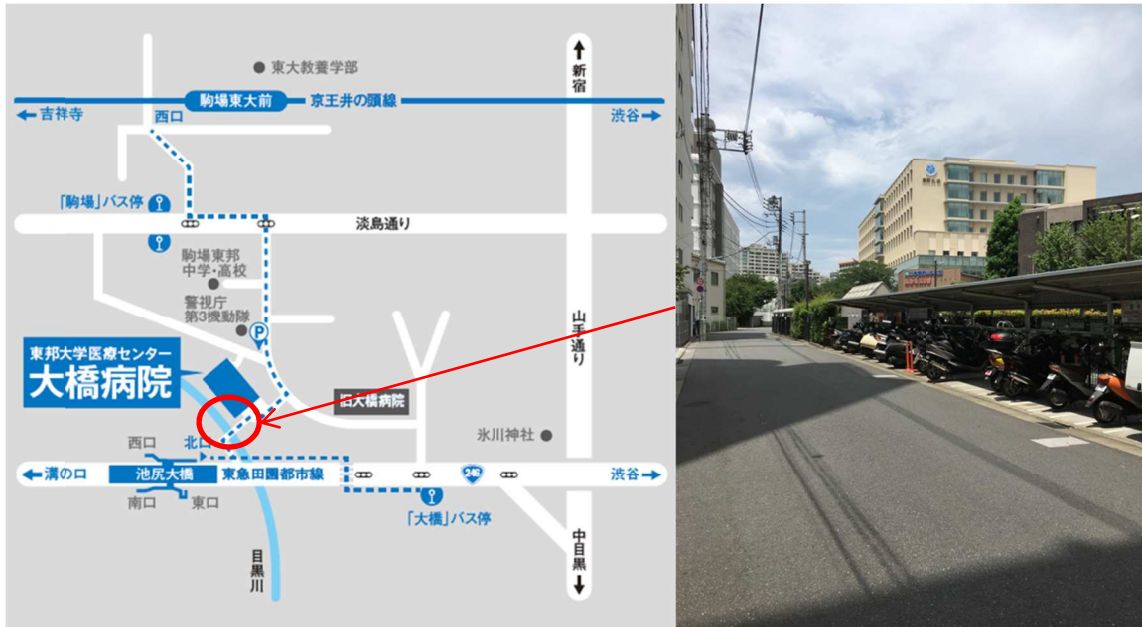 東大教養学部
新宿
駒場東大前
京王井の頭線
吉祥寺
西口
渋谷
「駒場」バス停
淡島通り
駒場東邦
中学・高校
警視庁
第3機動隊
P
山手通り
東邦大学医療センター
大橋病院
旧大橋病院
氷川神社
西口
北口
溝の口
池尻大橋
東急田園都市線
246
渋谷
南口
東口
「大橋」バス停
目黒川
中目黒